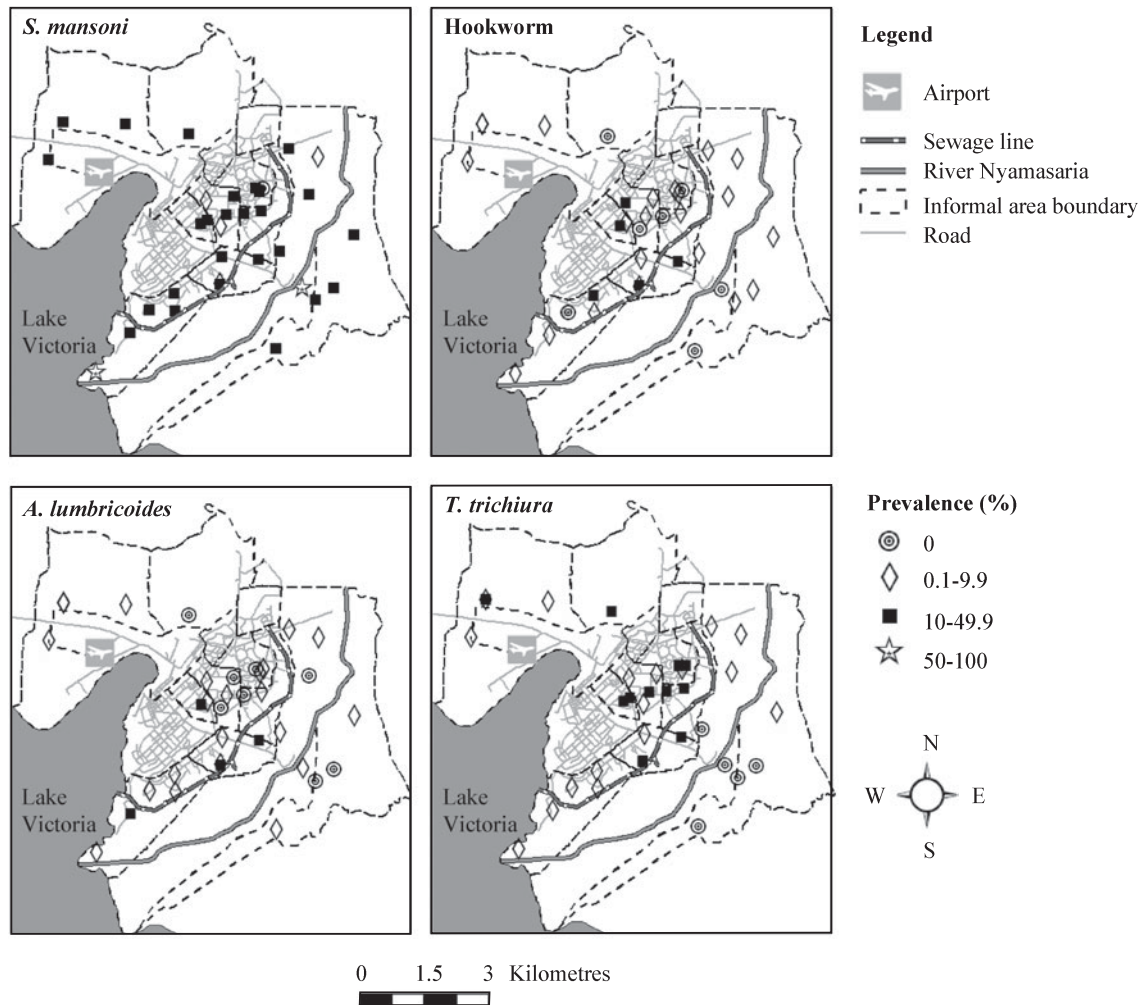 S. mansoni
Hookworm
Lake
Victoria
Lake
Victoria
Legend
Airport
Sewage line
River Nyamasaria
Informal area boundary
Road
A. lumbricoides
T. trichiura
Lake
Victoria
Lake
Victoria
Prevalence (%)
0
0.1-9.9
10-49.9
50-100
N
W E
S
0 1.5 3 Kilometres